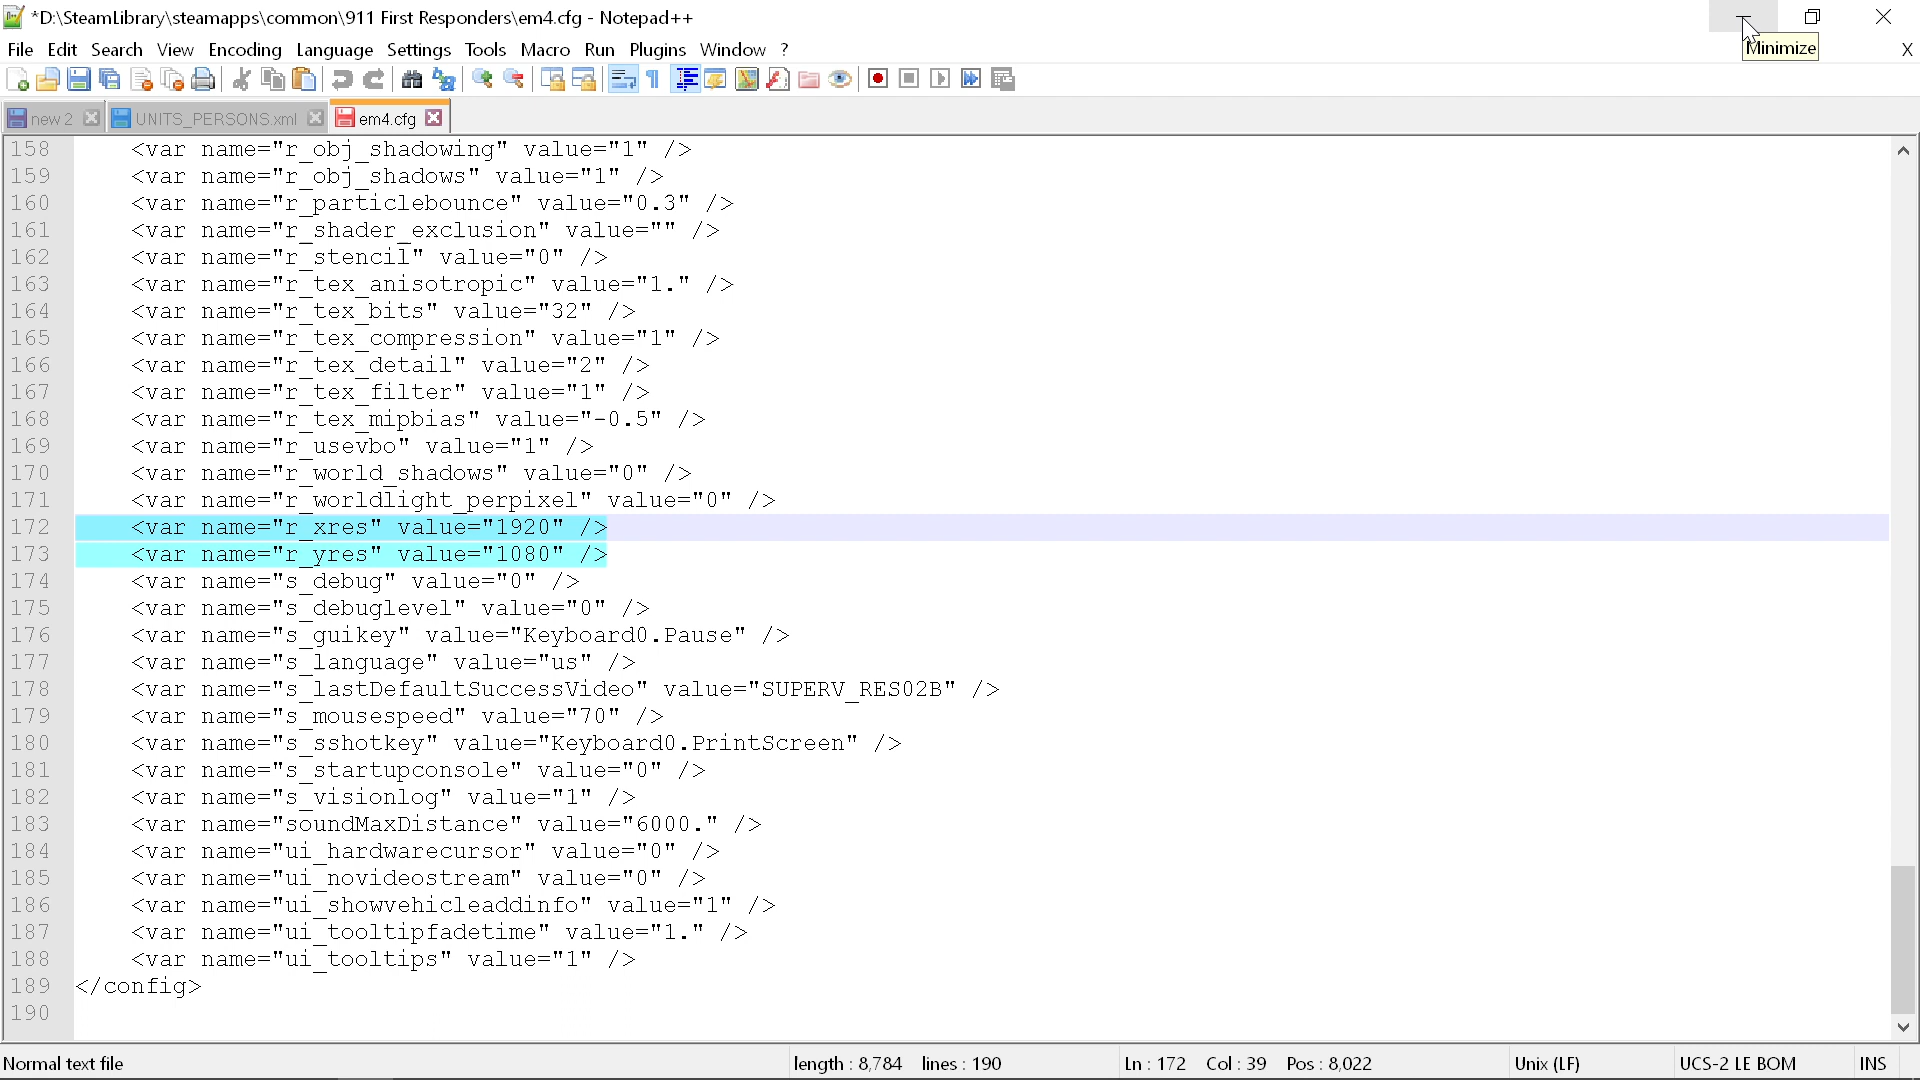 *D:\SteamLibrary\steamapps\common\911 First Responders\em4.cfg - Notepad++
Minimize
File Edit Search View Encoding Language Settings Tools Macro Run Plugins Window ? X
new 2 UNITS_PERSONS.xml em4.cfg
158 <var name="r_obj_shadowing" value="1" />
159 <var name="r_obj_shadows" value="1" />
160 <var name="r_particlebounce" value="0.3" />
161 <var name="r_shader_exclusion" value="" />
162 <var name="r_stencil" value="0" />
163 <var name="r_tex_anisotropic" value="1." />
164 <var name="r_tex_bits" value="32" />
165 <var name="r_tex_compression" value="1" />
166 <var name="r_tex_detail" value="2" />
167 <var name="r_tex_filter" value="1" />
168 <var name="r_tex_mipbias" value="-0.5" />
169 <var name="r_usevbo" value="1" />
170 <var name="r_world_shadows" value="0" />
171 <var name="r_worldlight_perpixel" value="0" />
172 <var name="r_xres" value="1920" />
173 <var name="r_yres" value="1080" />
174 <var name="s_debug" value="0" />
175 <var name="s_debuglevel" value="0" />
176 <var name="s_guikey" value="Keyboard0.Pause" />
177 <var name="s_language" value="us" />
178 <var name="s_lastDefaultSuccessVideo" value="SUPERV_RES02B" />
179 <var name="s_mousespeed" value="70" />
180 <var name="s_sshotkey" value="Keyboard0.PrintScreen" />
181 <var name="s_startupconsole" value="0" />
182 <var name="s_visionlog" value="1" />
183 <var name="soundMaxDistance" value="6000." />
184 <var name="ui_hardwarecursor" value="0" />
185 <var name="ui_novideostream" value="0" />
186 <var name="ui_showvehicleaddinfo" value="1" />
187 <var name="ui_tooltipfadetime" value="1." />
188 <var name="ui_tooltips" value="1" />
189 </config>
190
Normal text file length : 8,784 lines : 190 Ln : 172 Col : 39 Pos : 8,022 Unix (LF) UCS-2 LE BOM INS